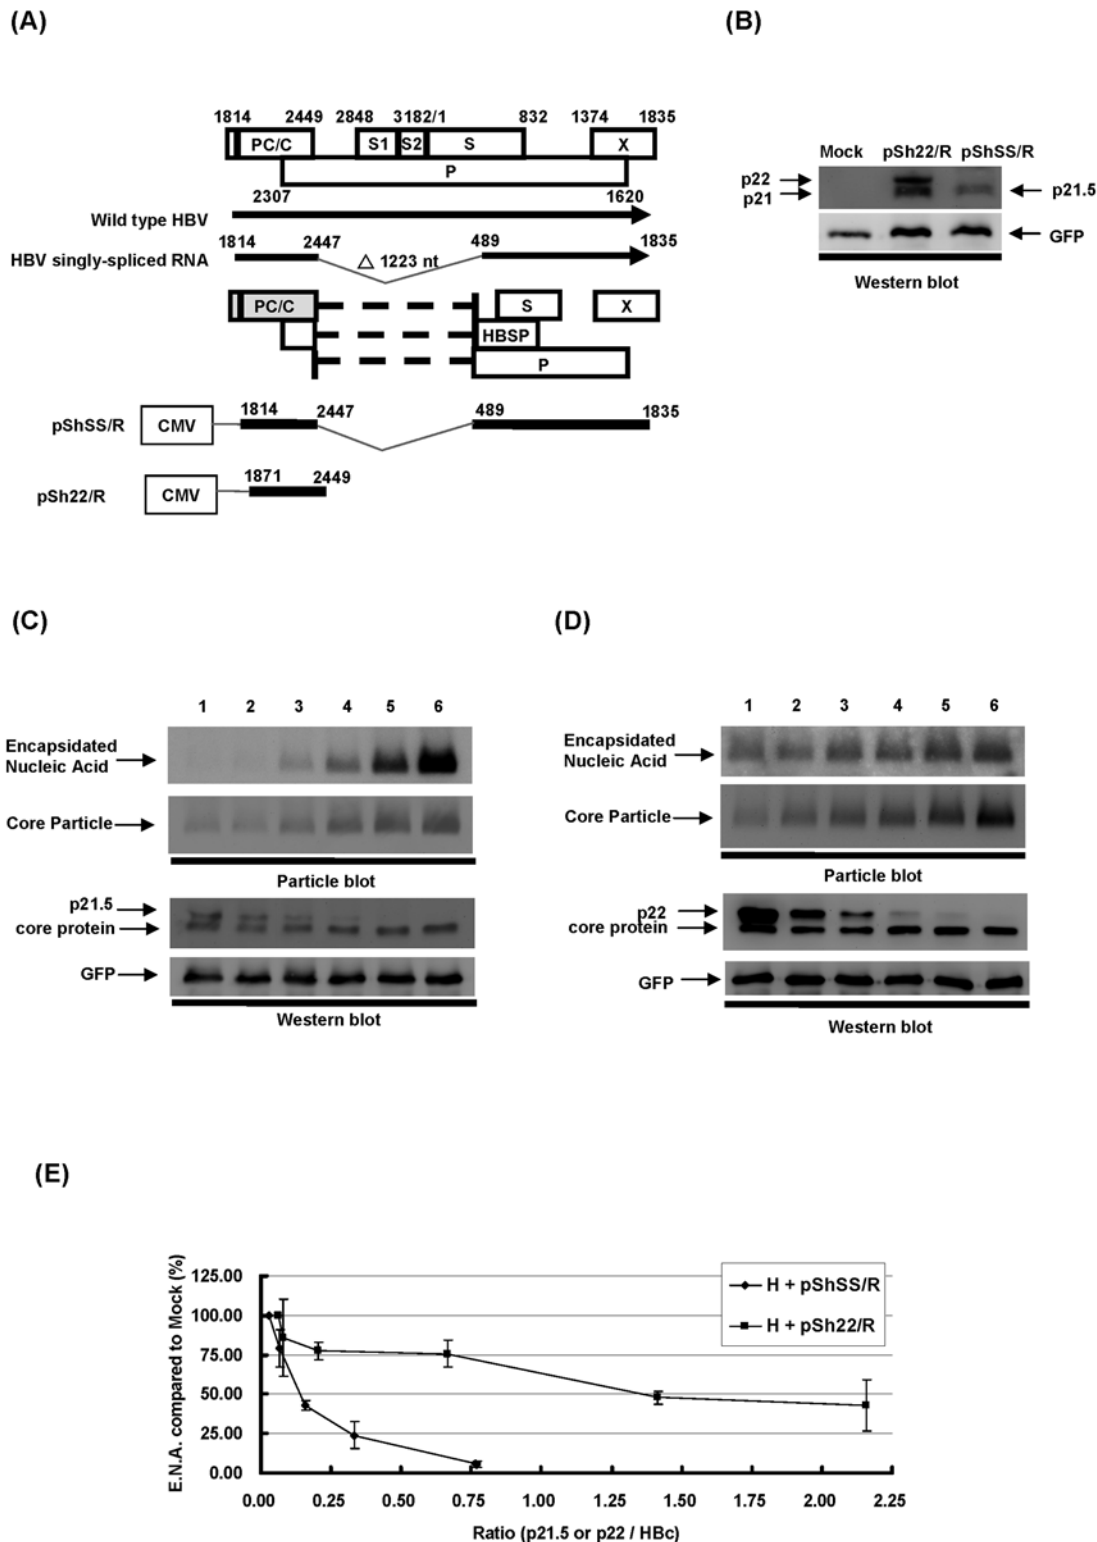 (A)
1814 2449 2848 3182/1 832 1374 1835
PC/C S1 S2 S X
P
2307 1620
Wild type HBV
HBV singly-spliced RNA 1814 2447 489 1835
△ 1223 nt
PC/C S X
HBSP
P
pShSS/R CMV 1814 2447 489 1835
pSh22/R CMV 1871 2449
(B)
Mock pSh22/R pShSS/R
p22
p21 p21.5
GFP
Western blot
(C)
1 2 3 4 5 6
Encapsidated
Nucleic Acid
Core Particle
Particle blot
p21.5
core protein
GFP
Western blot
(D)
1 2 3 4 5 6
Encapsidated
Nucleic Acid
Core Particle
Particle blot
p22
core protein
GFP
Western blot
(E)
E.N.A. compared to Mock (%)
125.00
100.00
75.00
50.00
25.00
0.00
H + pShSS/R
H + pSh22/R
0.00 0.25 0.50 0.75 1.00 1.25 1.50 1.75 2.00 2.25
Ratio (p21.5 or p22 / HBc)